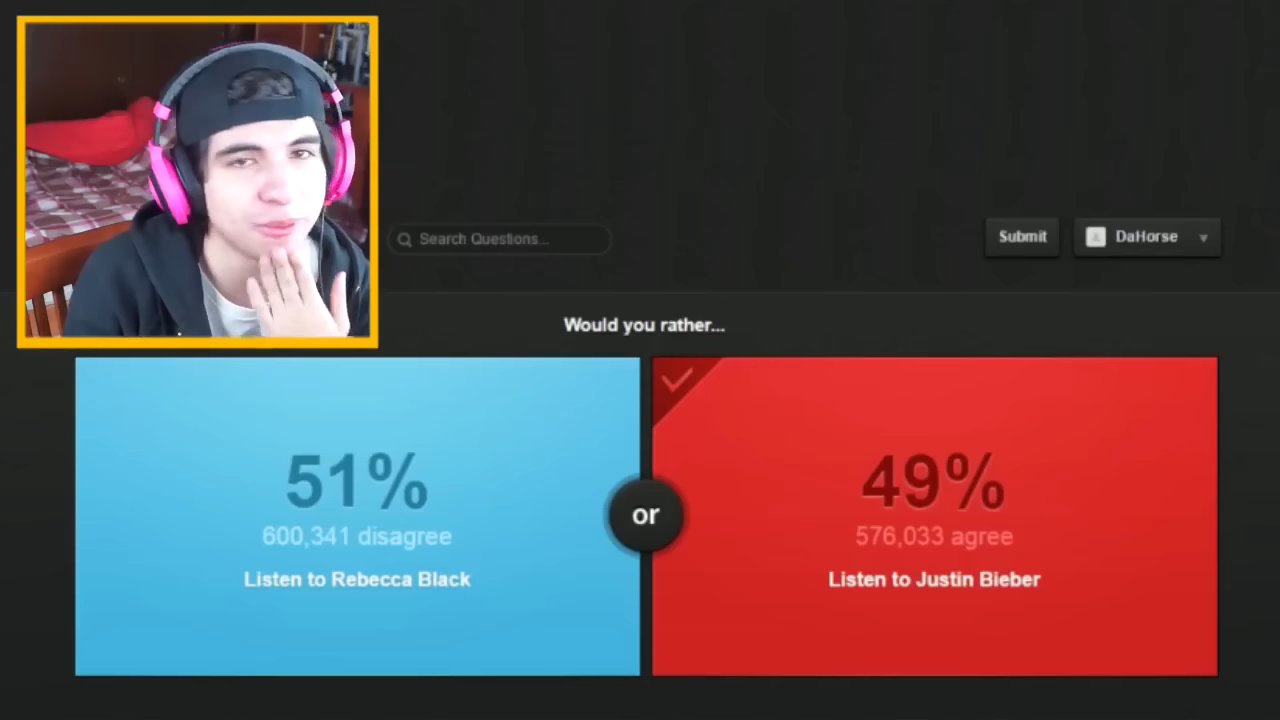 Search Questions...
Submit
DaHorse
Would you rather...
51%
600,341 disagree
Listen to Rebecca Black
or
49%
576,033 agree
Listen to Justin Bieber